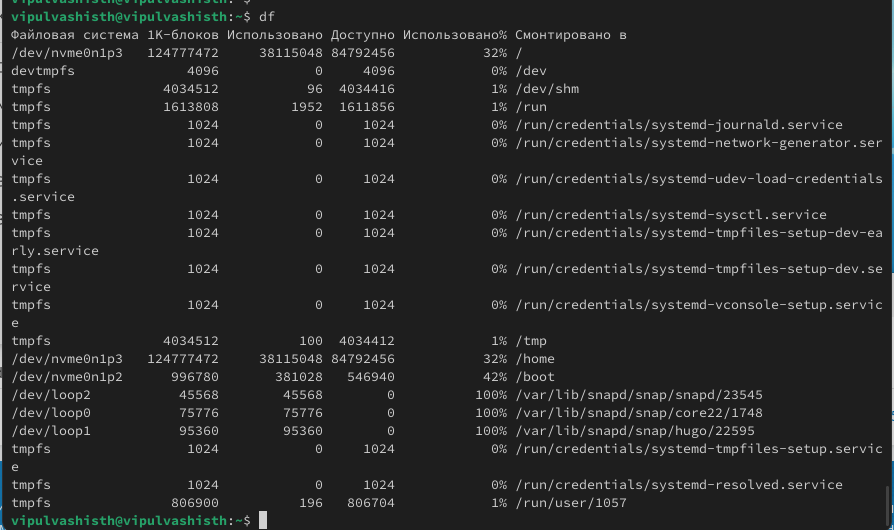 vipulvashisth@vipulvashisth:~$ df
Файловая система 1K-блоков Использовано Доступно Использовано% Смонтировано в
/dev/nvme0n1p3   124777472     38115048 84792456           32% /
devtmpfs              4096            0     4096            0% /dev
tmpfs              4034512           96  4034416            1% /dev/shm
tmpfs              1613808         1952  1611856            1% /run
tmpfs                 1024            0     1024            0% /run/credentials/systemd-journald.service
tmpfs                 1024            0     1024            0% /run/credentials/systemd-network-generator.ser
vice
tmpfs                 1024            0     1024            0% /run/credentials/systemd-udev-load-credentials
.service
tmpfs                 1024            0     1024            0% /run/credentials/systemd-sysctl.service
tmpfs                 1024            0     1024            0% /run/credentials/systemd-tmpfiles-setup-dev-ea
rly.service
tmpfs                 1024            0     1024            0% /run/credentials/systemd-tmpfiles-setup-dev.se
rvice
tmpfs                 1024            0     1024            0% /run/credentials/systemd-vconsole-setup.servic
e
tmpfs              4034512          100  4034412            1% /tmp
/dev/nvme0n1p3   124777472     38115048 84792456           32% /home
/dev/nvme0n1p2      996780       381028   546940           42% /boot
/dev/loop2           45568        45568        0          100% /var/lib/snapd/snap/snapd/23545
/dev/loop0           75776        75776        0          100% /var/lib/snapd/snap/core22/1748
/dev/loop1           95360        95360        0          100% /var/lib/snapd/snap/hugo/22595
tmpfs                 1024            0     1024            0% /run/credentials/systemd-tmpfiles-setup.servic
e
tmpfs                 1024            0     1024            0% /run/credentials/systemd-resolved.service
tmpfs               806900          196   806704            1% /run/user/1057
vipulvashisth@vipulvashisth:~$